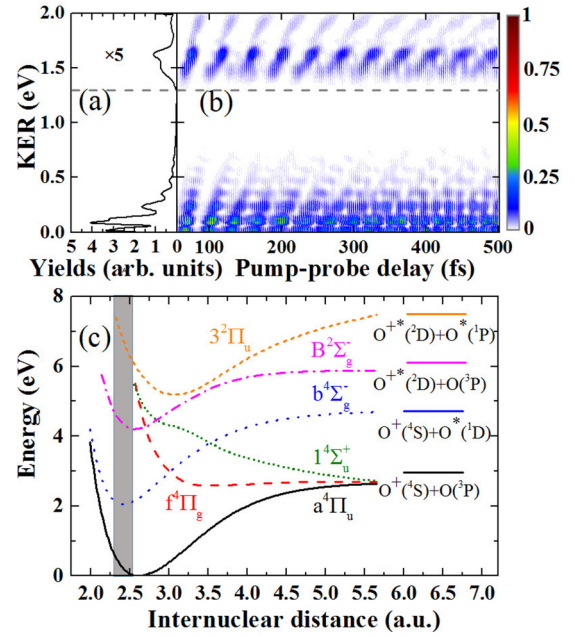 2.0
1.5
1.0
0.5
0.0
KER (eV)
×5
(a)
(b)
5 4 3 2 1 0
100 200 300 400 500
Yields (arb. units)
Pump-probe delay (fs)
1
0.75
0.5
0.25
0
8
6
4
2
0
Energy (eV)
(c)
3²Πᵤ
B²Σg⁻
b⁴Σg⁻
1⁴Σᵤ⁺
f⁴Πg
a⁴Πᵤ
O⁺*(²D)+O*(¹P)
O⁺*(²D)+O(³P)
O⁺(⁴S)+O*(¹D)
O⁺(⁴S)+O(³P)
2.0 2.5 3.0 3.5 4.0 4.5 5.0 5.5 6.0 6.5 7.0
Internuclear distance (a.u.)